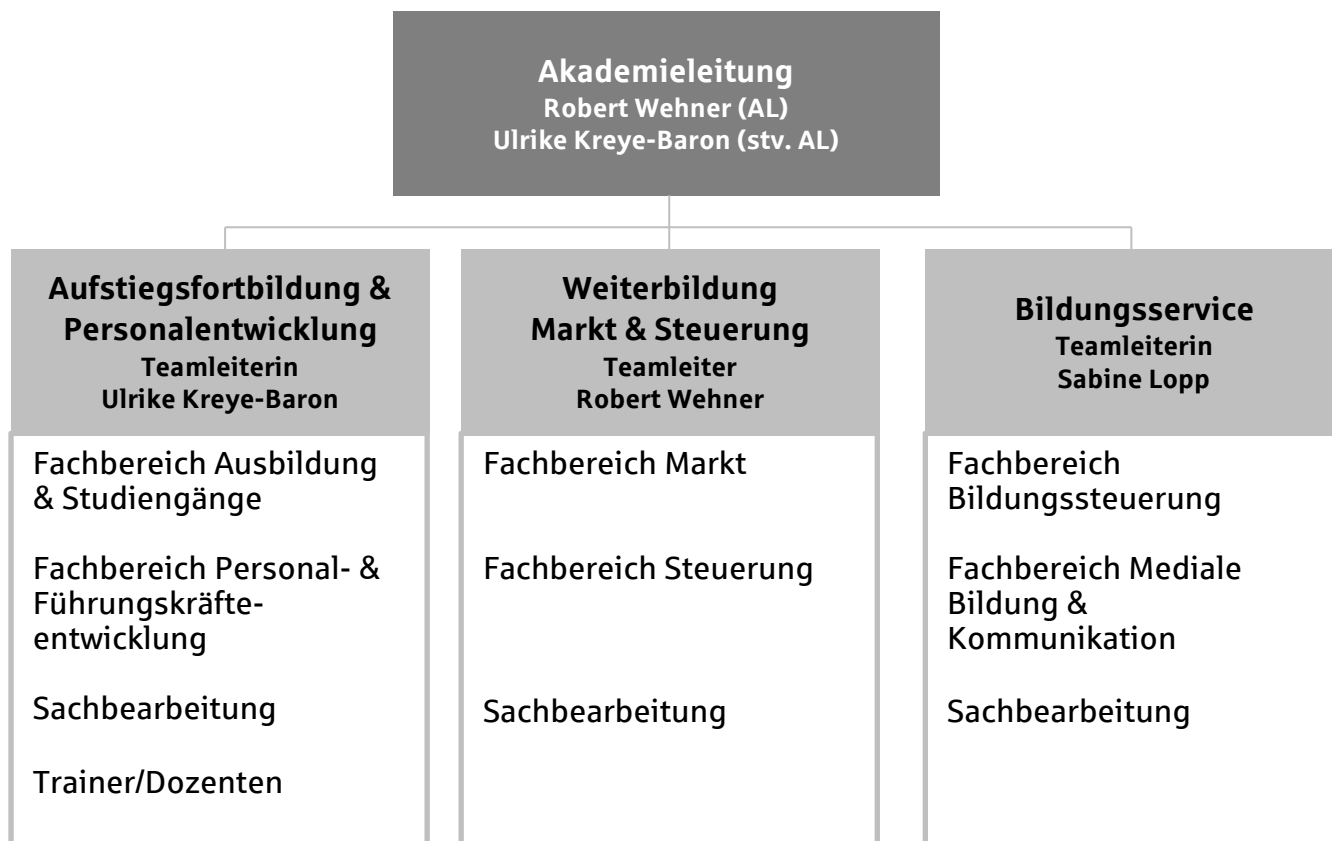 Akademieleitung
Robert Wehner (AL)
Ulrike Kreye-Baron (stv. AL)
Aufstiegsfortbildung &
Personalentwicklung
Teamleiterin
Ulrike Kreye-Baron
Fachbereich Ausbildung
& Studiengänge
Fachbereich Personal- &
Führungskräfte-
entwicklung
Sachbearbeitung
Trainer/Dozenten
Weiterbildung
Markt & Steuerung
Teamleiter
Robert Wehner
Fachbereich Markt
Fachbereich Steuerung
Sachbearbeitung
Bildungsservice
Teamleiterin
Sabine Lopp
Fachbereich
Bildungssteuerung
Fachbereich Mediale
Bildung &
Kommunikation
Sachbearbeitung